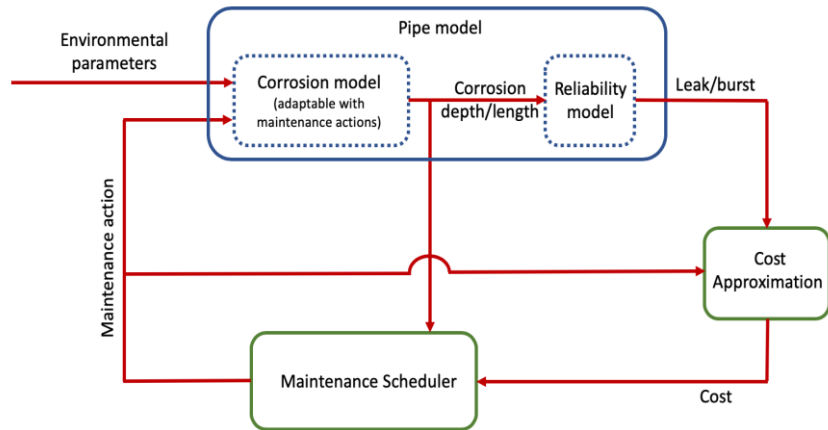 Pipe model
Environmental
parameters
Corrosion model
(adaptable with
maintenance actions)
Corrosion
depth/length
Reliability
model
Leak/burst
Maintenance action
Cost
Approximation
Maintenance Scheduler
Cost